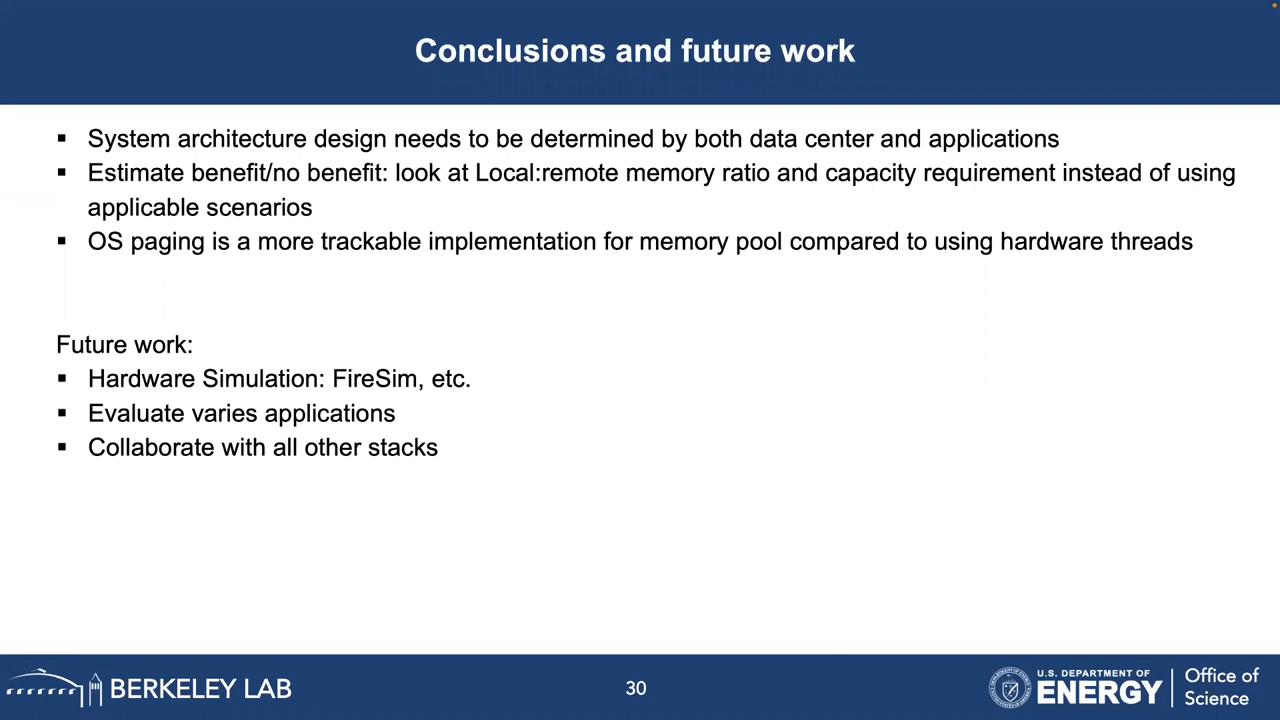 Conclusions and future work
▪ System architecture design needs to be determined by both data center and applications
▪ Estimate benefit/no benefit: look at Local:remote memory ratio and capacity requirement instead of using
applicable scenarios
▪ OS paging is a more trackable implementation for memory pool compared to using hardware threads
Future work:
▪ Hardware Simulation: FireSim, etc.
▪ Evaluate varies applications
▪ Collaborate with all other stacks
BERKELEY LAB
30
U.S. DEPARTMENT OF
ENERGY
Office of
Science